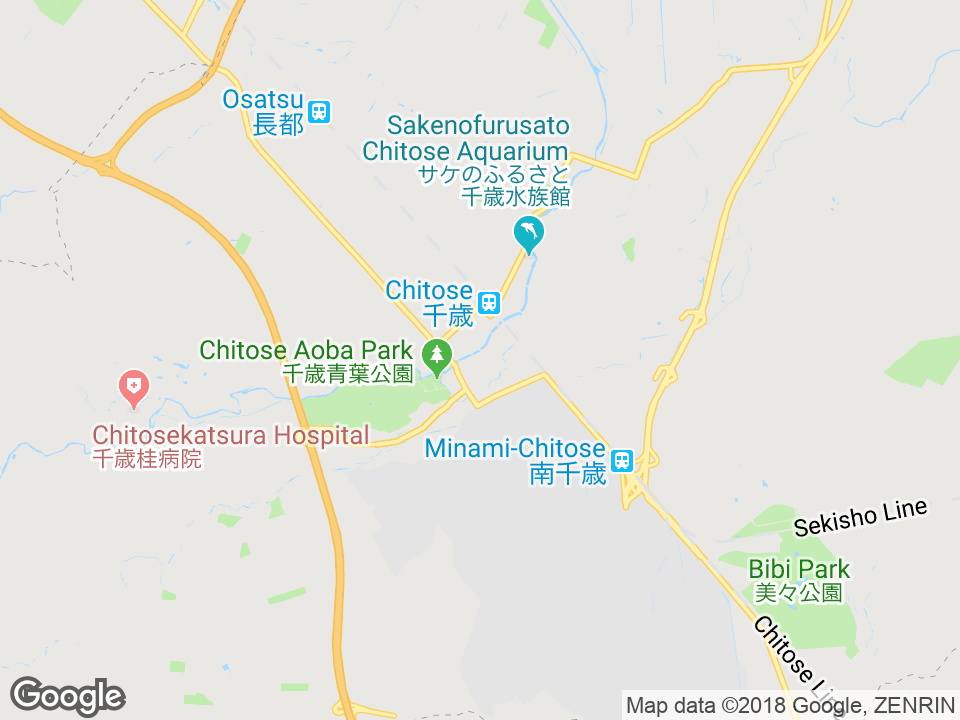 Osatsu
長都
Sakenofurusato
Chitose Aquarium
サケのふるさと
千歳水族館
Chitose
千歳
Chitose Aoba Park
千歳青葉公園
Chitosekatsura Hospital
千歳桂病院
Minami-Chitose
南千歳
Sekisho Line
Bibi Park
美々公園
Chitose Line
Google
Map data ©2018 Google, ZENRIN